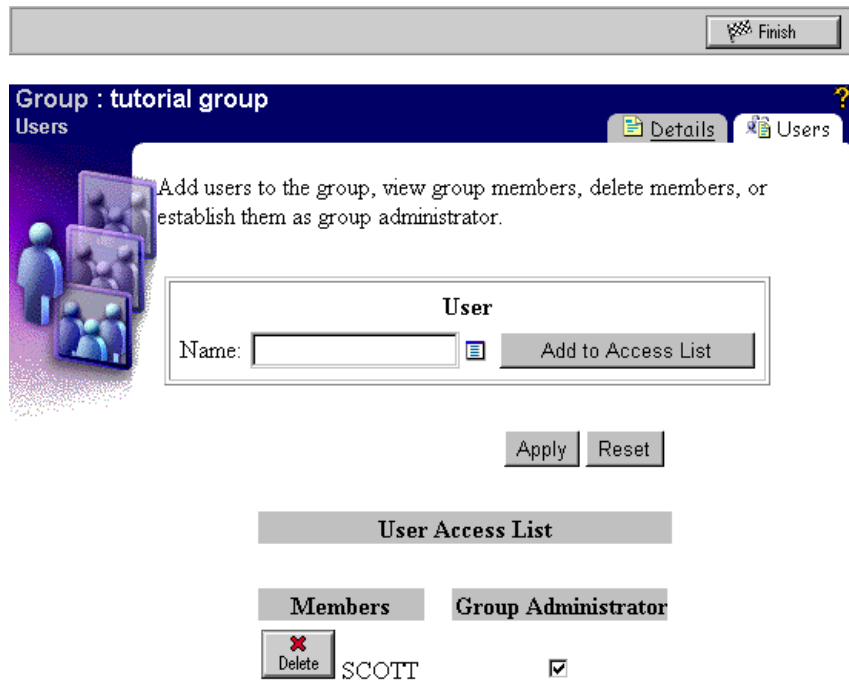 Finish
Group : tutorial group
?
Users
Details
Users
Add users to the group, view group members, delete members, or
establish them as group administrator.
User
Name:
Add to Access List
Apply
Reset
User Access List
Members
Group Administrator
Delete
SCOTT